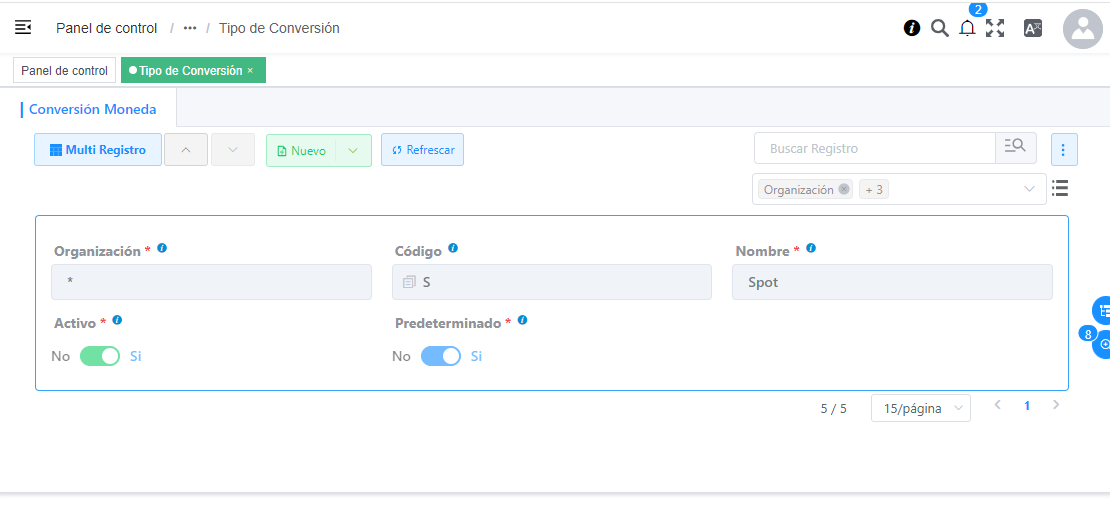 Panel de control / ••• / Tipo de Conversión
2
Panel de control
Tipo de Conversión ×
Conversión Moneda
Multi Registro
Nuevo
Refrescar
Buscar Registro
Organización
+ 3
Organización *
Código
Nombre *
*
S
Spot
Activo *
Predeterminado *
No
Si
No
Si
8
5 / 5
15/página
1